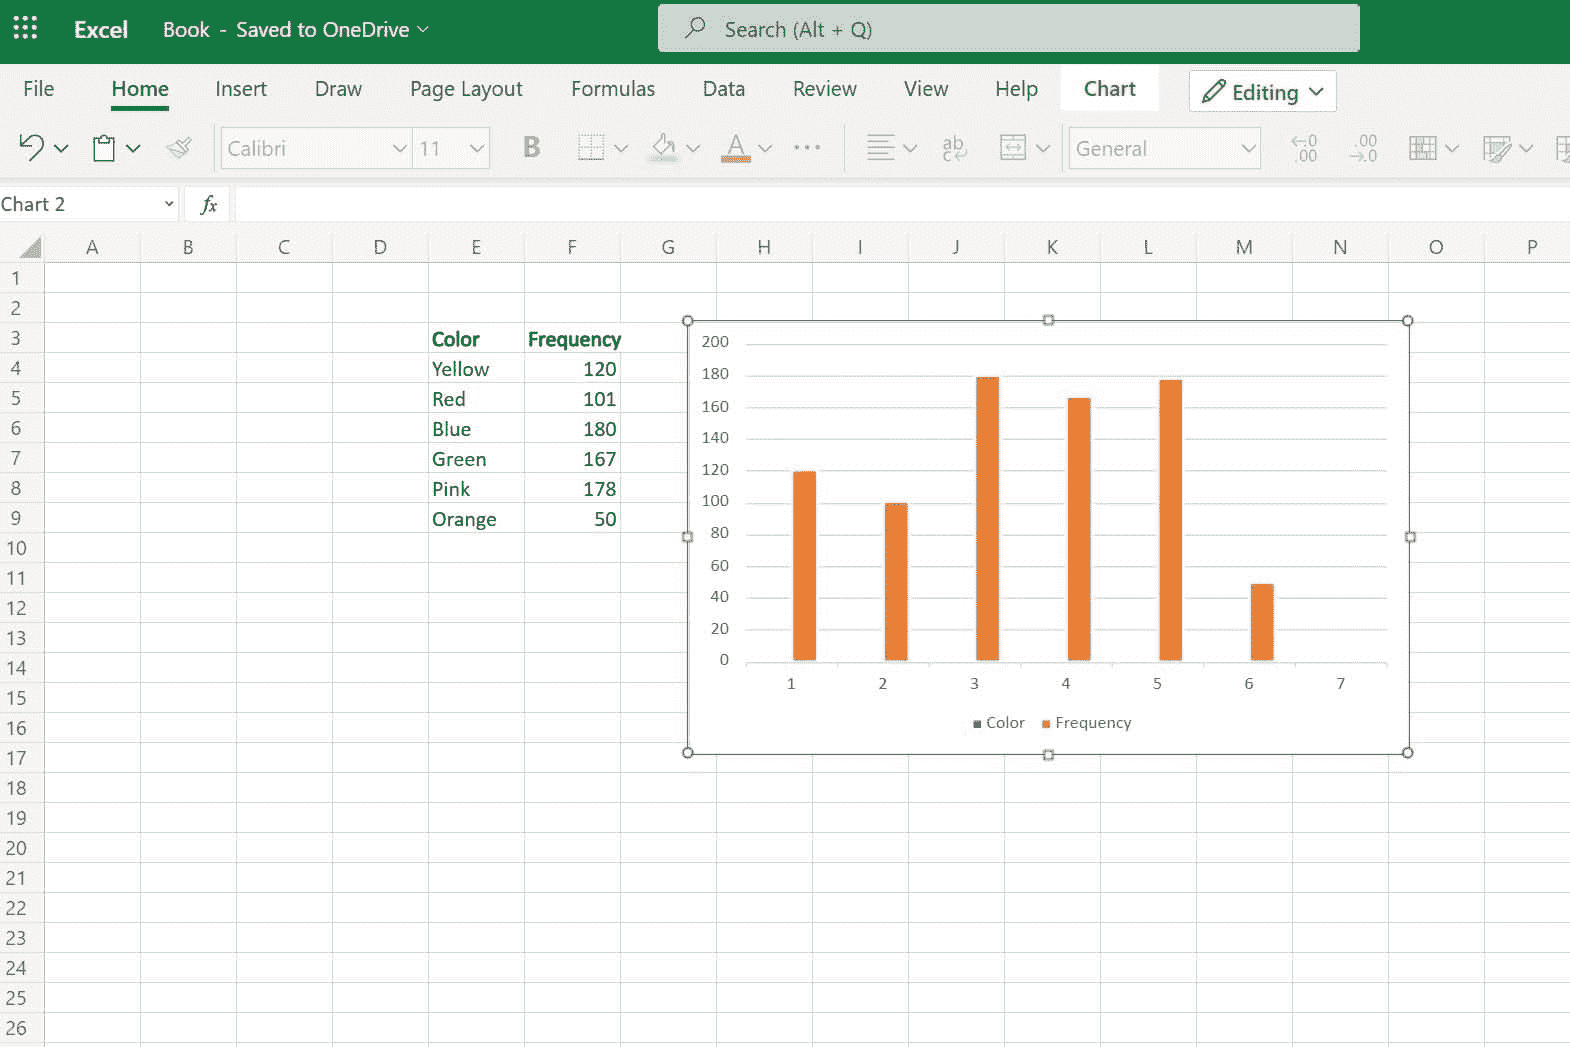 Excel Book - Saved to OneDrive Search (Alt + Q)
File Home Insert Draw Page Layout Formulas Data Review View Help Chart Editing
Calibri 11 B A ... ab c General .00 .00 .0
Chart 2 fx
A B C D E F G H I J K L M N O P
1
2
3 Color Frequency
4 Yellow 120
5 Red 101
6 Blue 180
7 Green 167
8 Pink 178
9 Orange 50
10
11
12
13
14
15
16
17
18
19
20
21
22
23
24
25
26
200
180
160
140
120
100
80
60
40
20
0
1 2 3 4 5 6 7
Color Frequency